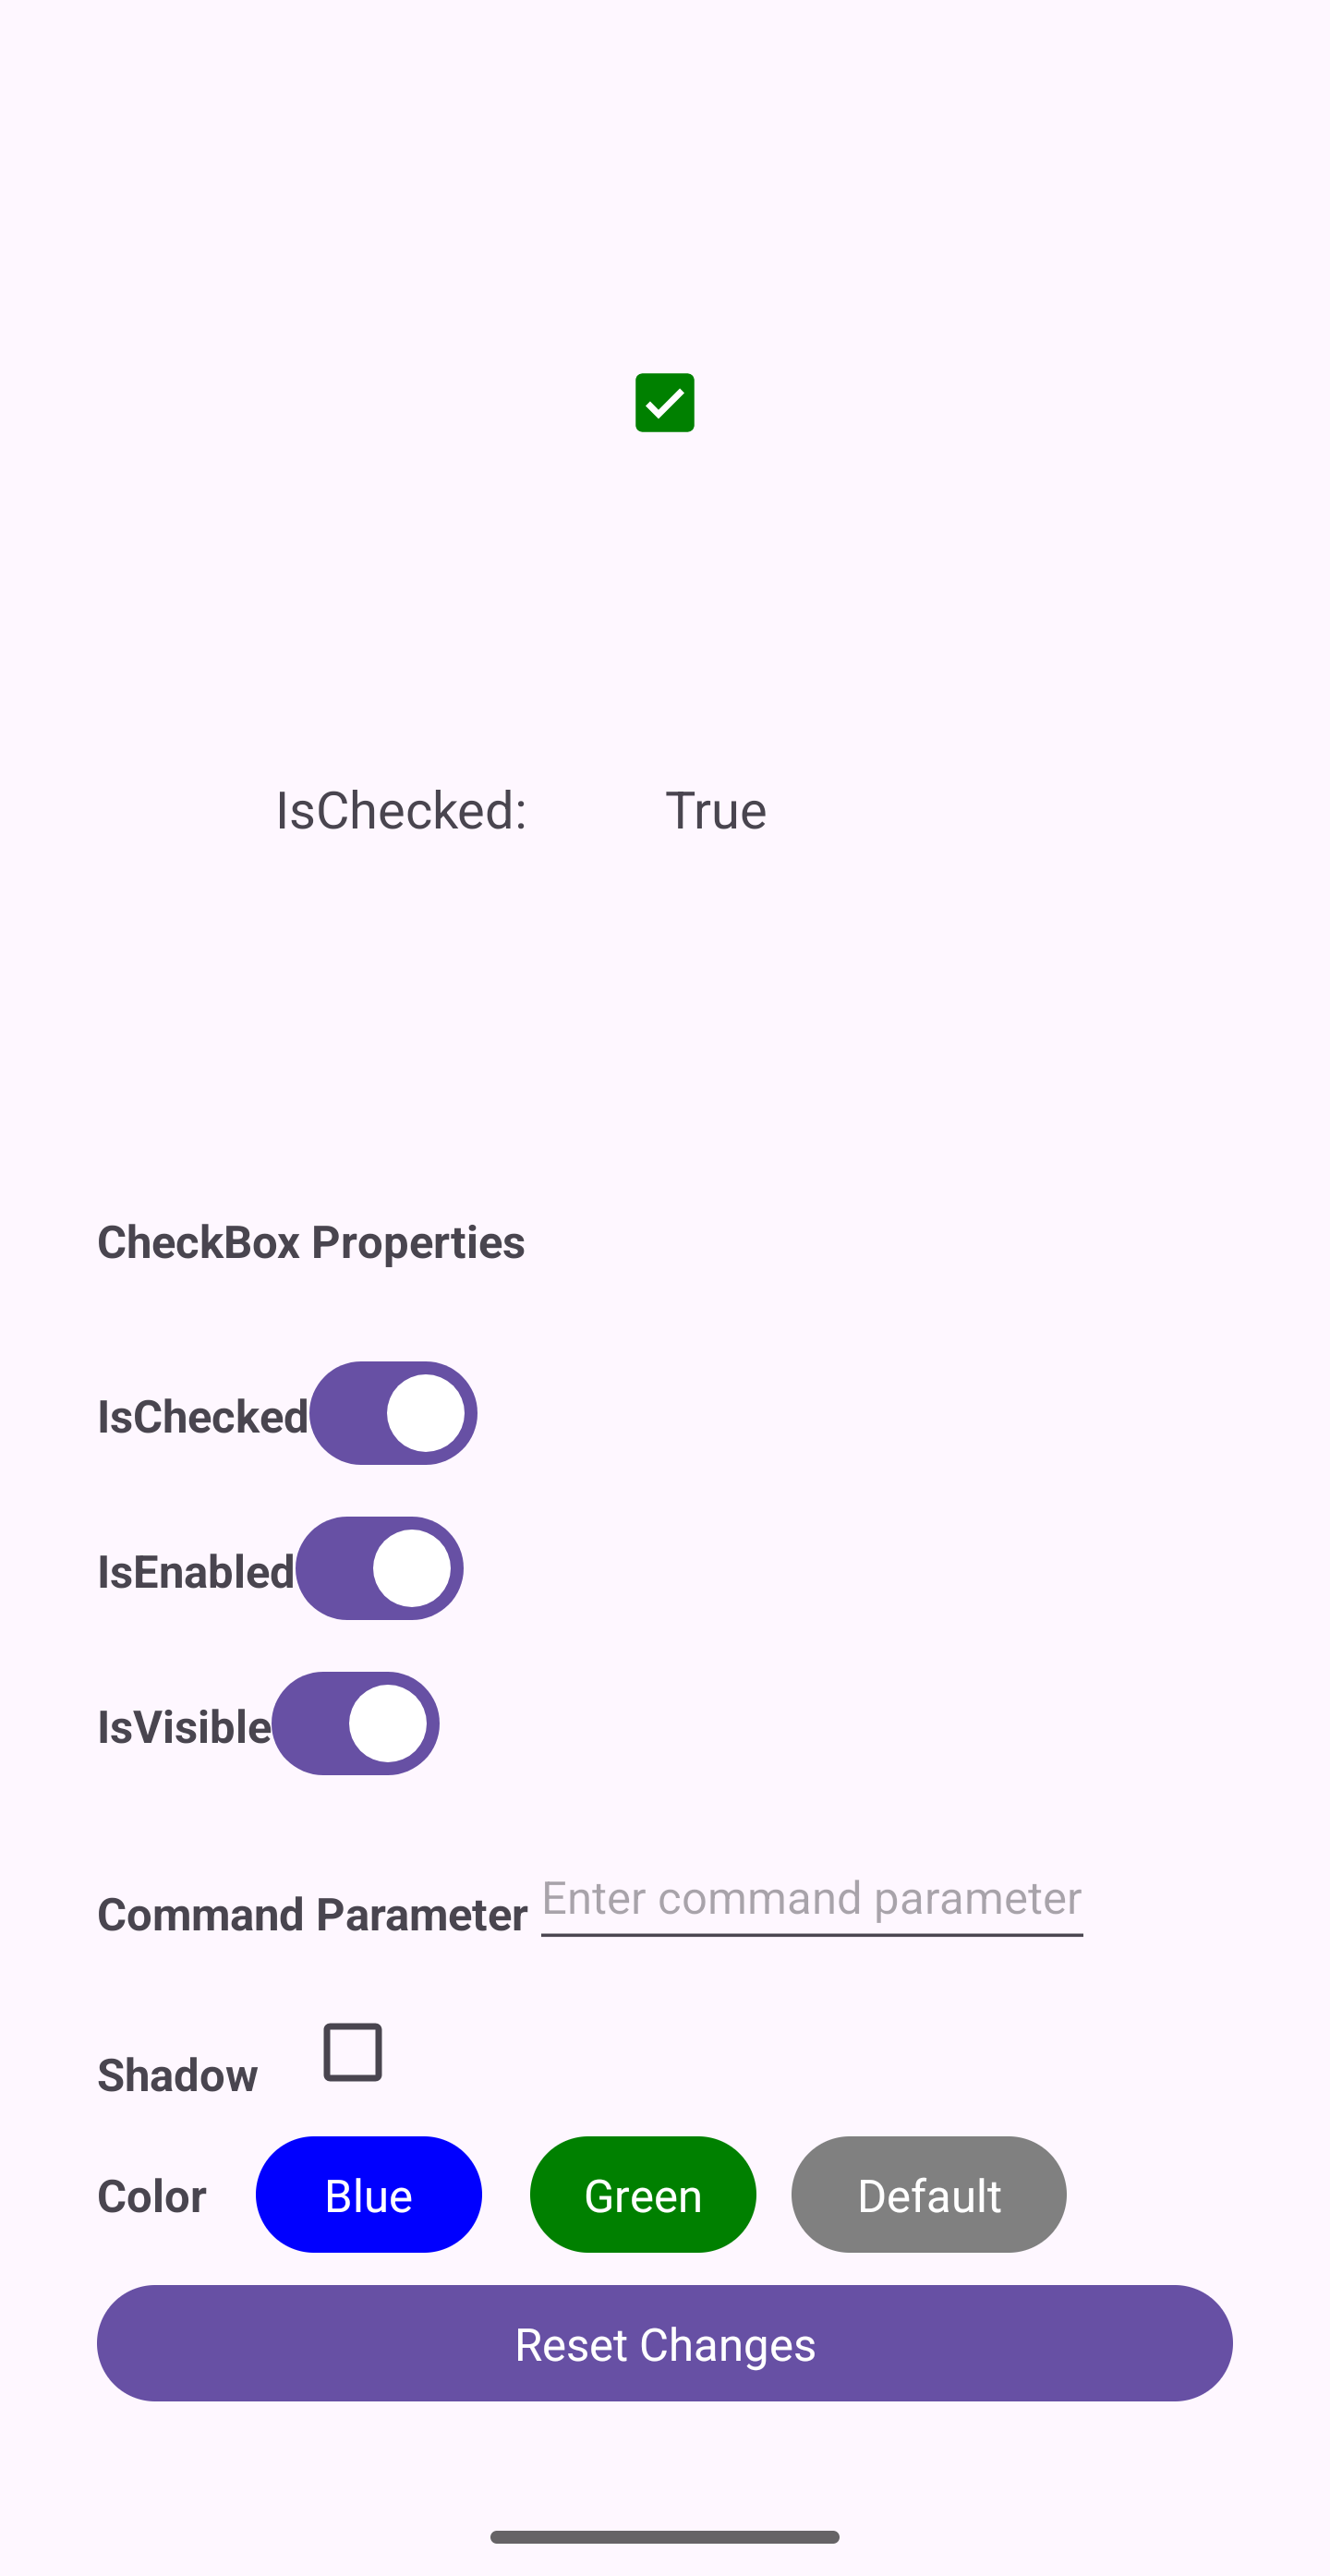 IsChecked: True
CheckBox Properties
IsChecked
IsEnabled
IsVisible
Command Parameter Enter command parameter
Shadow
Color Blue Green Default
Reset Changes